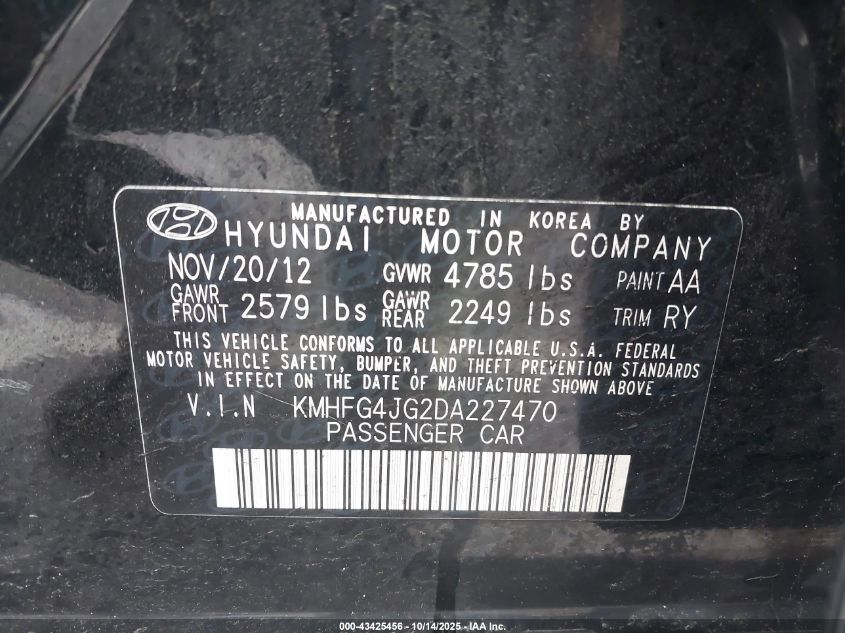 MANUFACTURED IN KOREA BY
HYUNDAI MOTOR COMPANY
NOV/20/12 GVWR 4785 lbs PAINT AA
GAWR FRONT 2579 lbs GAWR REAR 2249 lbs TRIM RY
THIS VEHICLE CONFORMS TO ALL APPLICABLE U.S.A. FEDERAL
MOTOR VEHICLE SAFETY, BUMPER, AND THEFT PREVENTION STANDARDS
IN EFFECT ON THE DATE OF MANUFACTURE SHOWN ABOVE
V.I.N KMHFG4JG2DA227470
PASSENGER CAR
000-43425456 - 10/14/2025 - IAA Inc.